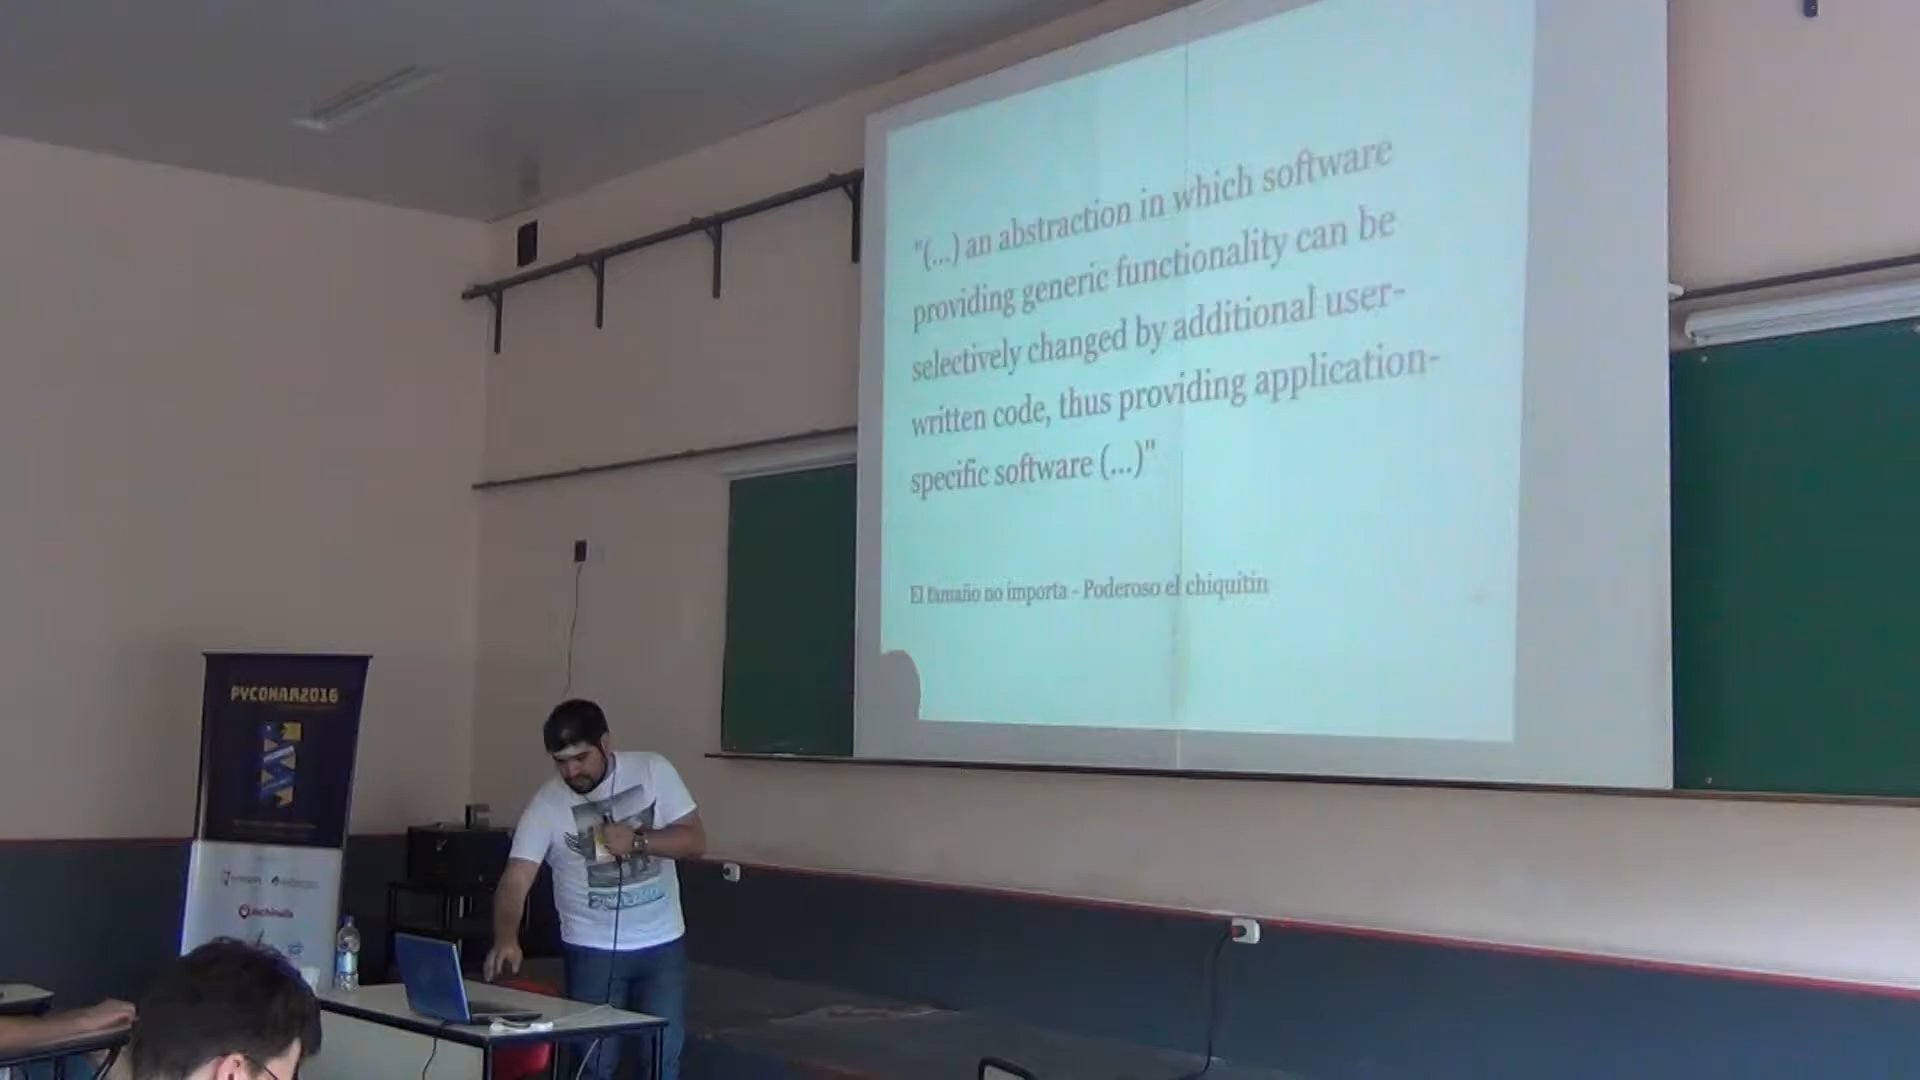 "(...) an abstraction in which software
providing generic functionality can be
selectively changed by additional user-
written code, thus providing application-
specific software (...)"
El tamaño no importa - Poderoso el chiquitin
PYCONAR2016